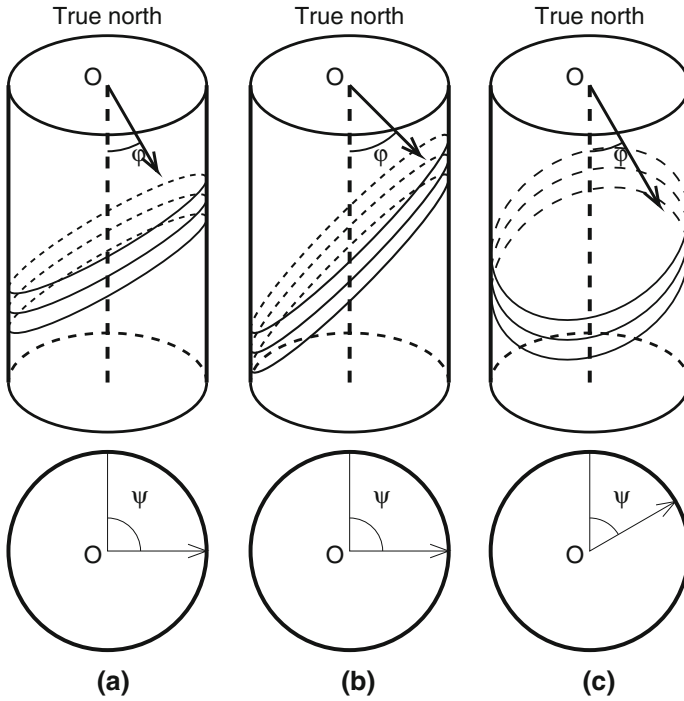 True north True north True north
O O O
φ φ φ
ψ ψ ψ
O O O
(a) (b) (c)